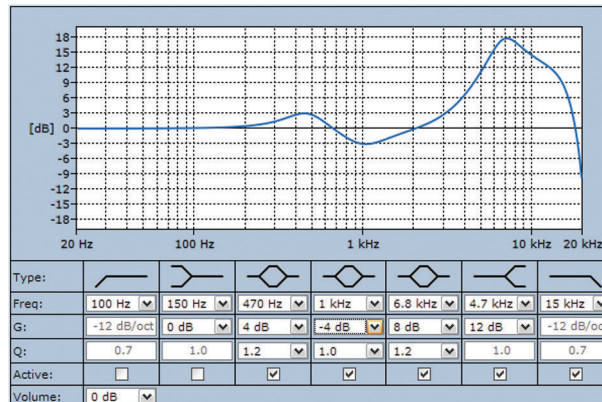 18
15
12
9
6
3
[dB] 0
-3
-6
-9
-12
-15
-18
20 Hz 100 Hz 1 kHz 10 kHz 20 kHz
Type:
Freq: 100 Hz 150 Hz 470 Hz 1 kHz 6.8 kHz 4.7 kHz 15 kHz
G: -12 dB/oct 0 dB 4 dB -4 dB 8 dB 12 dB -12 dB/oct
Q: 0.7 1.0 1.2 1.0 1.2 1.0 0.7
Active:
Volume: 0 dB